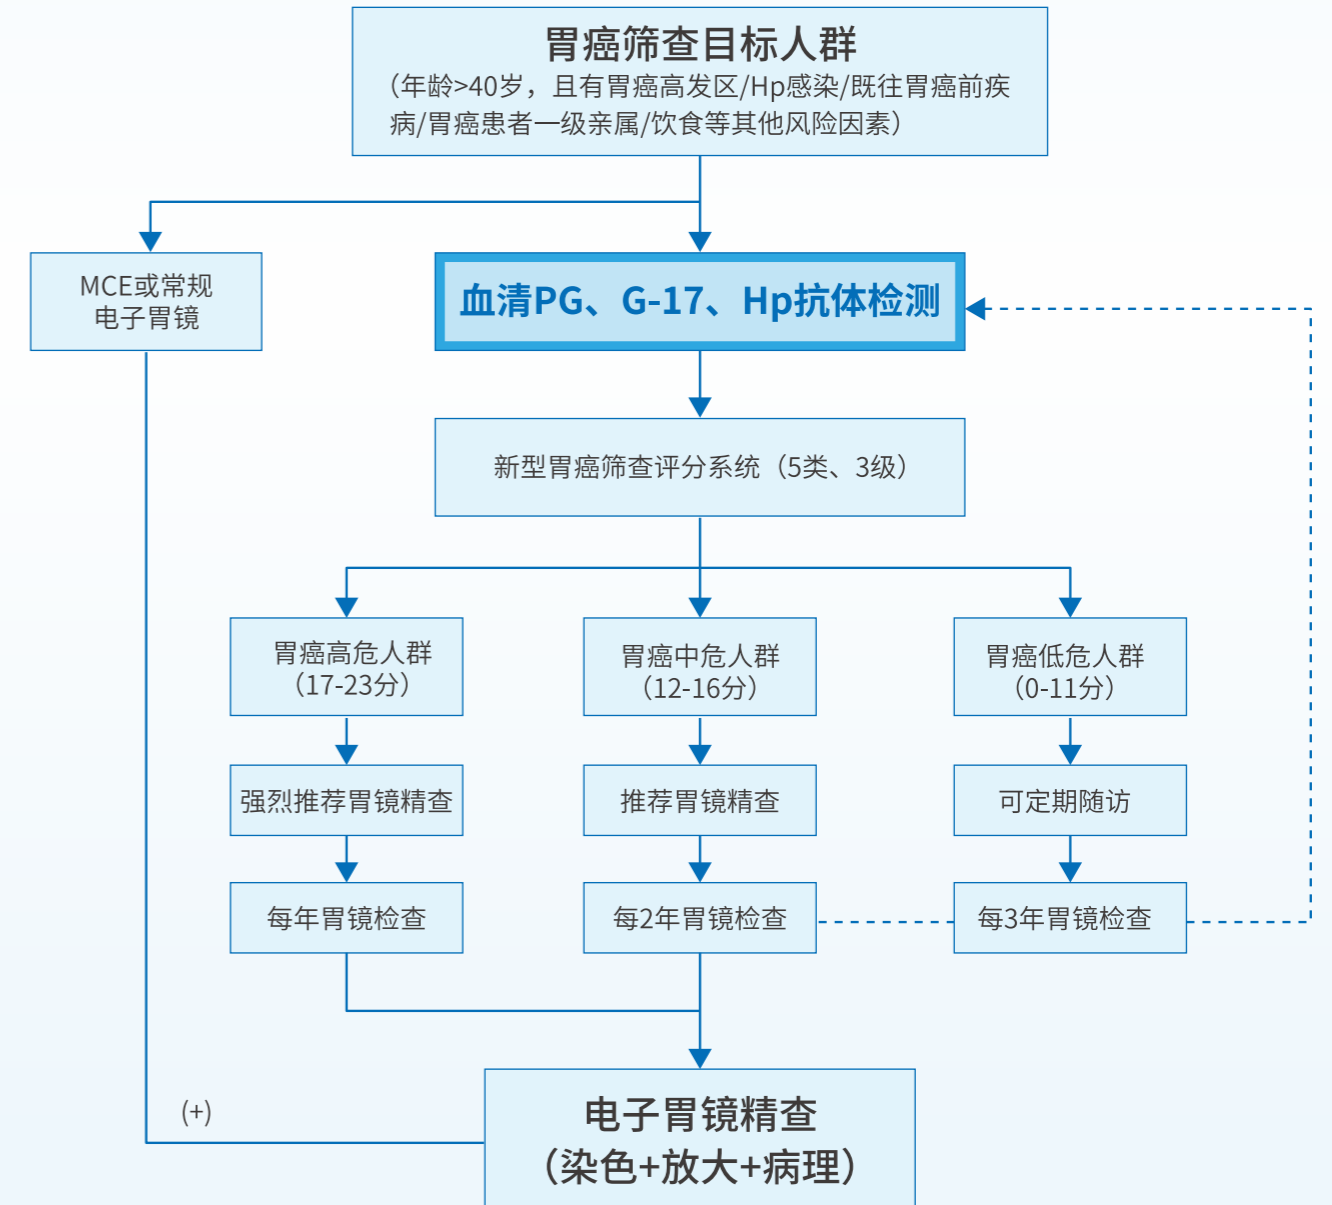 胃癌筛查目标人群
（年龄>40岁，且有胃癌高发区/Hp感染/既往胃癌前疾
病/胃癌患者一级亲属/饮食等其他风险因素）
MCE或常规
电子胃镜
血清PG、G-17、Hp抗体检测
新型胃癌筛查评分系统（5类、3级）
胃癌高危人群
（17-23分）
胃癌中危人群
（12-16分）
胃癌低危人群
（0-11分）
强烈推荐胃镜精查
推荐胃镜精查
可定期随访
每年胃镜检查
每2年胃镜检查
每3年胃镜检查
(+)
电子胃镜精查
（染色+放大+病理）